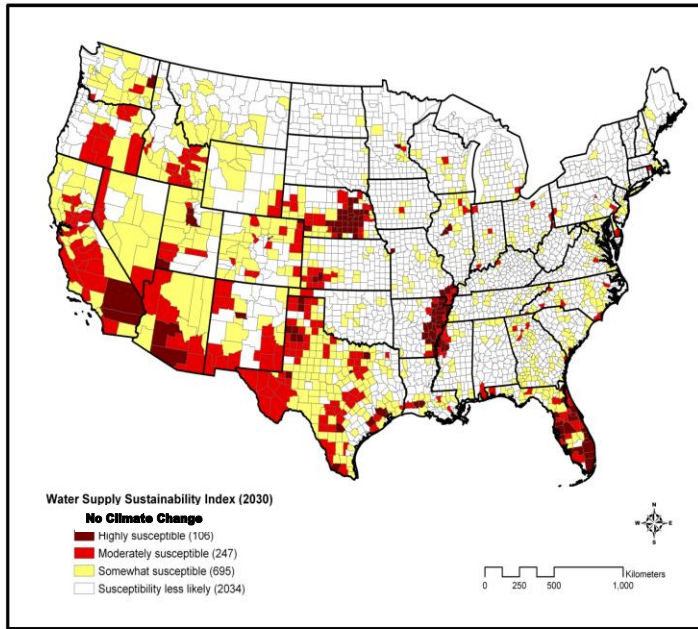 Water Supply Sustainability Index (2030)
No Climate Change
Highly susceptible (106)
Moderately susceptible (247)
Somewhat susceptible (695)
Susceptibility less likely (2034)
N
W E
S
Kilometers
0 250 500 1,000